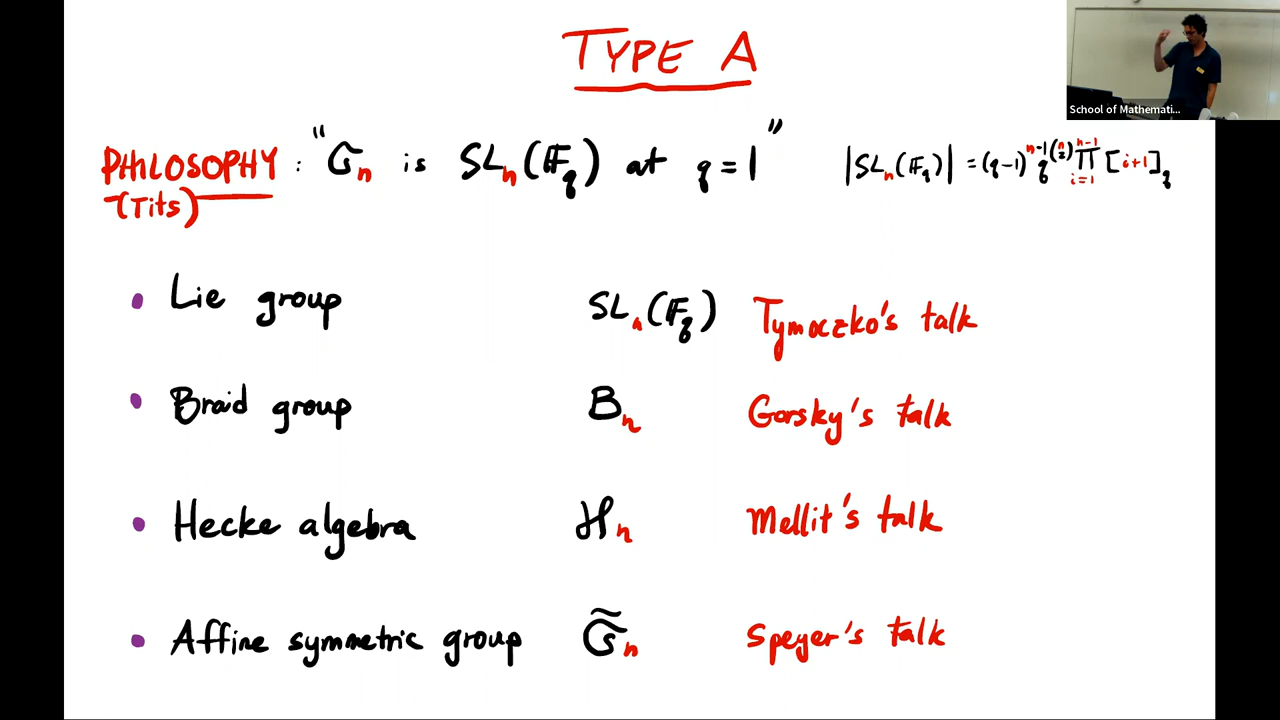 TYPE A
School of Mathemati...
PHILOSOPHY : "𝔖n is SLn(𝔽q) at q=1" |SLn(𝔽q)| = (q-1)^{n-1} q^{\binom{n}{2}} ∏_{i=1}^{n-1} [i+1]_q
(Tits)
• Lie group SLn(𝔽q) Tymoczko's talk
• Braid group Bn Gorsky's talk
• Hecke algebra ℋn Mellit's talk
• Affine symmetric group 𝔖̃n Speyer's talk